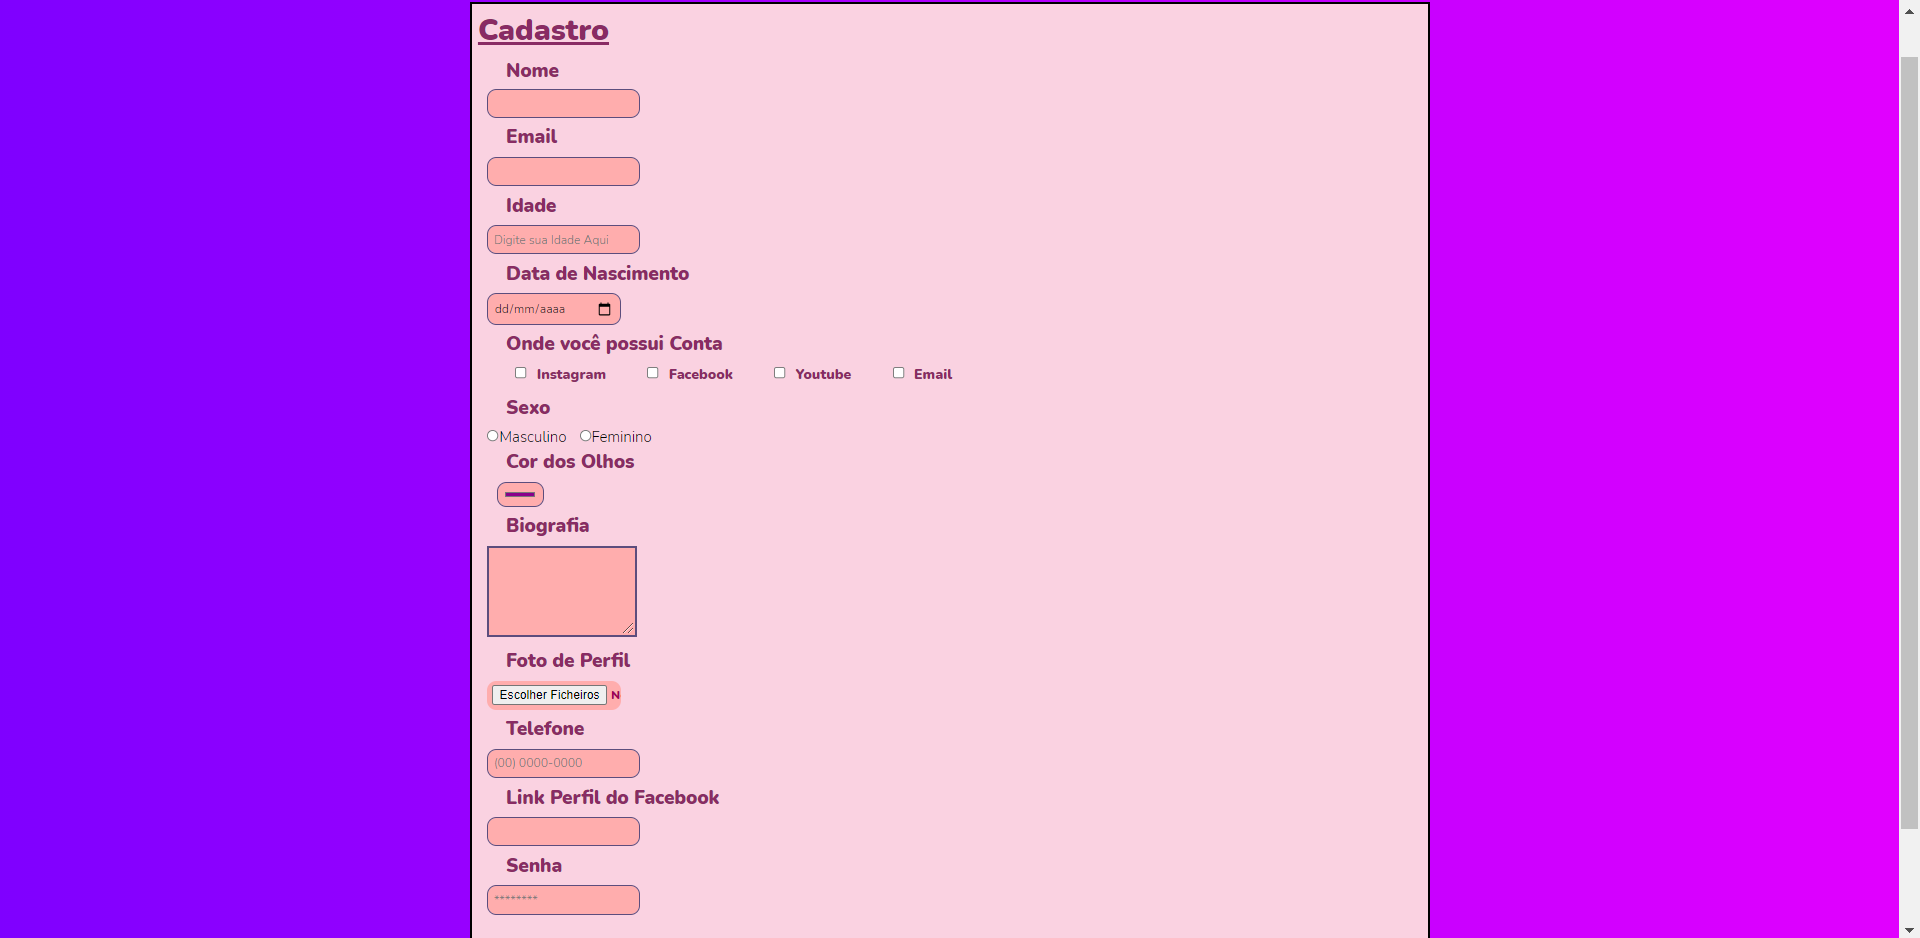 Cadastro
Nome
Email
Idade
Digite sua Idade Aqui
Data de Nascimento
dd/mm/aaaa
Onde você possui Conta
Instagram Facebook Youtube Email
Sexo
Masculino Feminino
Cor dos Olhos
Biografia
Foto de Perfil
Escolher Ficheiros N
Telefone
(00) 0000-0000
Link Perfil do Facebook
Senha
********